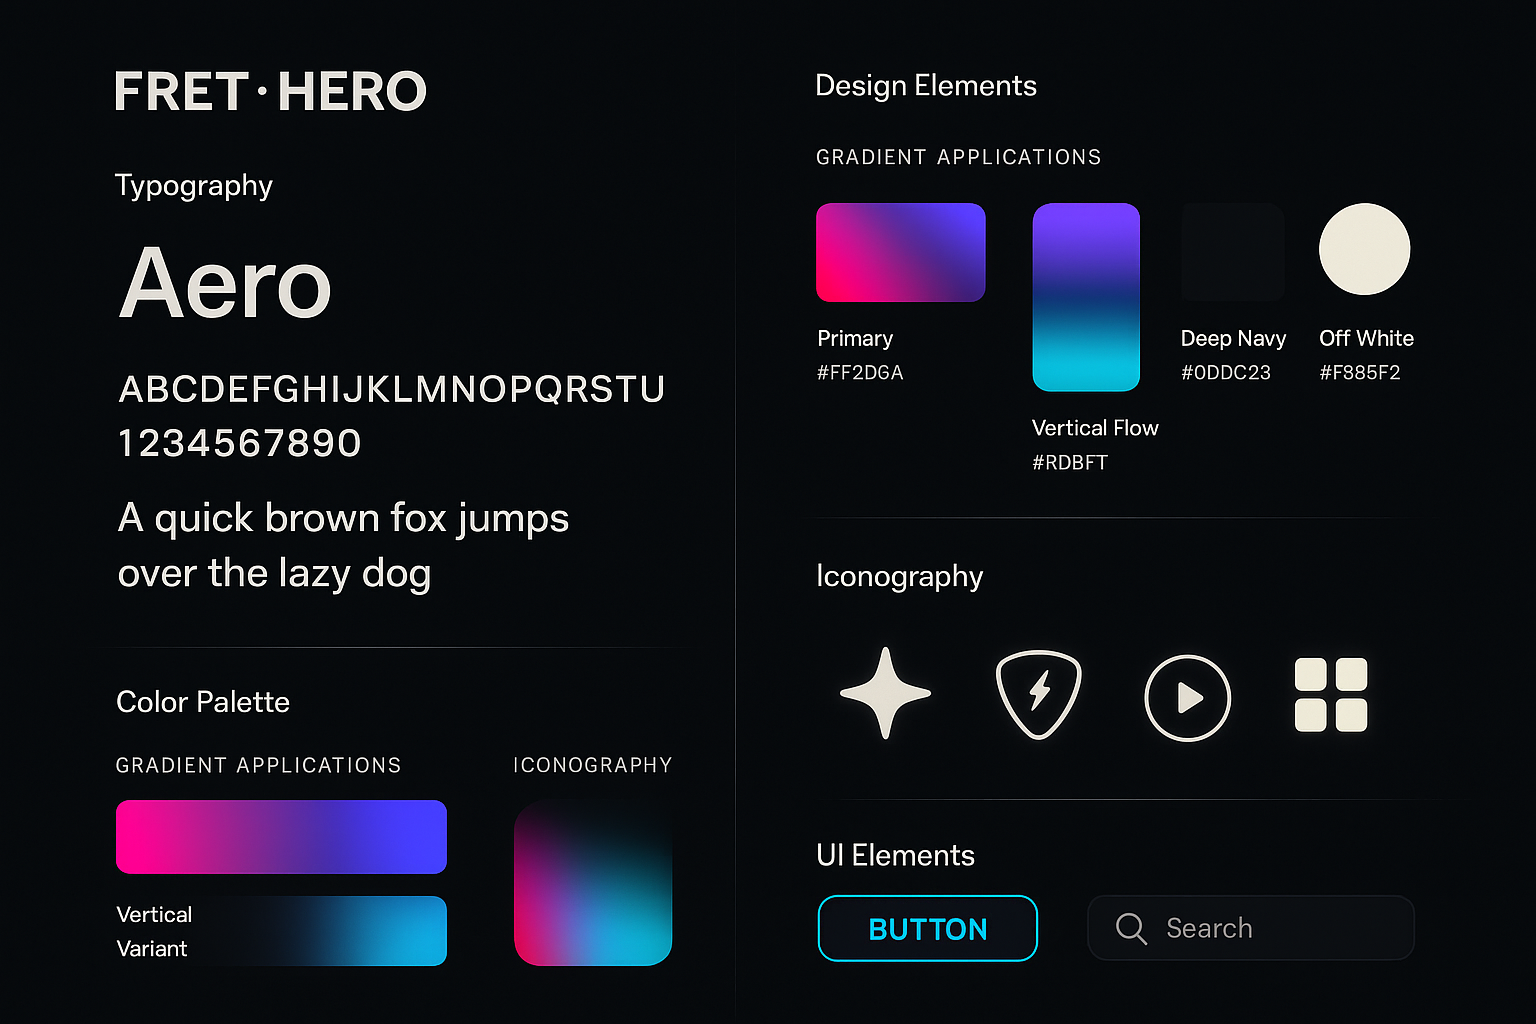 FRET·HERO
Typography
Aero
ABCDEFGHIJKLMNOPQRSTU
1234567890
A quick brown fox jumps
over the lazy dog
Color Palette
GRADIENT APPLICATIONS
ICONOGRAPHY
Vertical
Variant
Design Elements
GRADIENT APPLICATIONS
Primary
#FF2DGA
Vertical Flow
#RDBFT
Deep Navy
#0DDC23
Off White
#F885F2
Iconography
UI Elements
BUTTON
Search